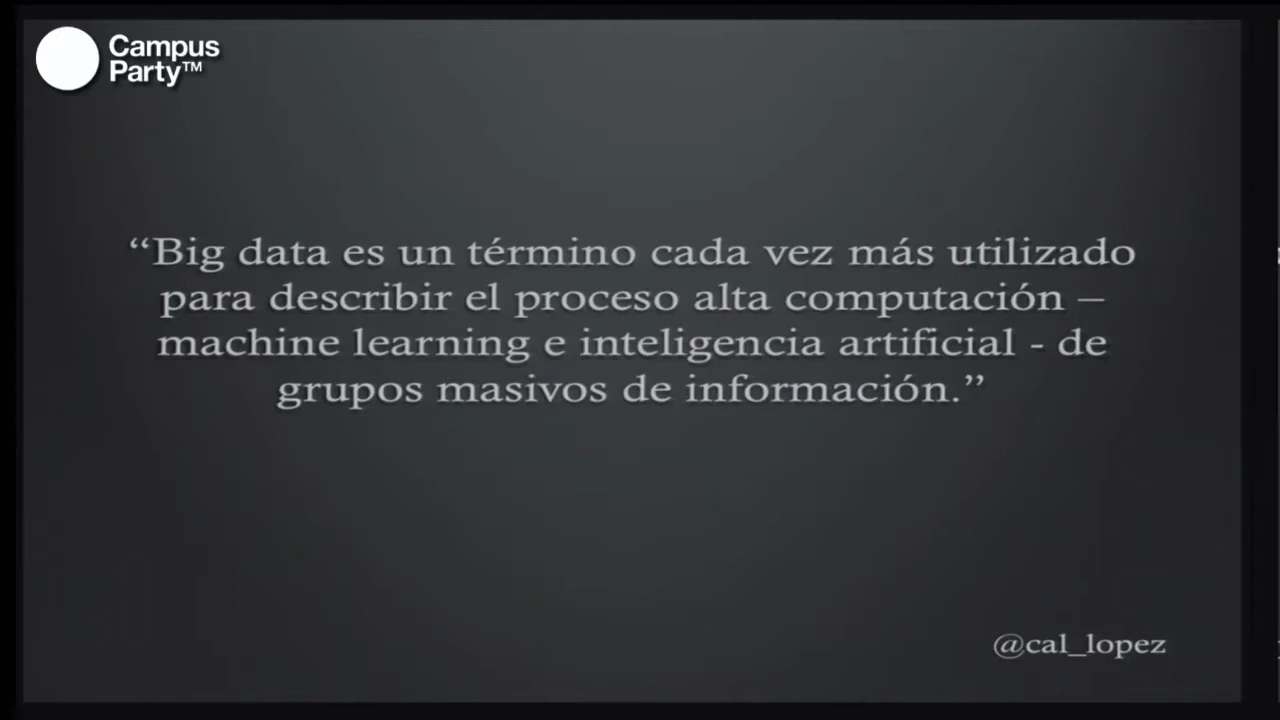 Campus
Party™
“Big data es un término cada vez más utilizado
para describir el proceso alta computación –
machine learning e inteligencia artificial - de
grupos masivos de información.”
@cal_lopez